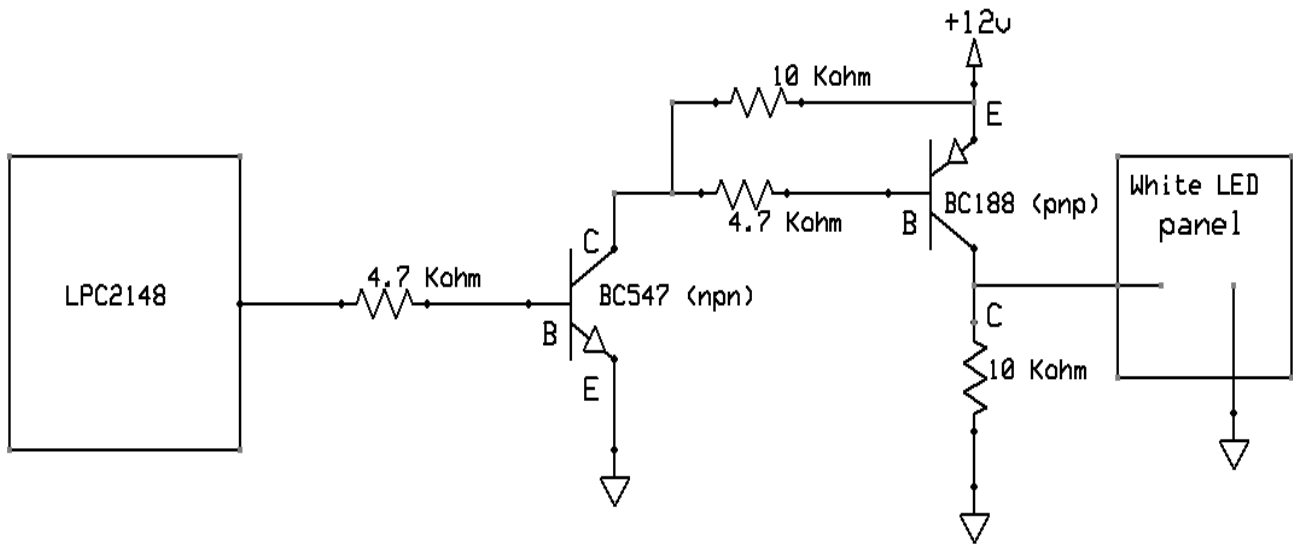 +12v
10 Kohm
E
White LED
panel
BC188 (pnp)
B
4.7 Kohm
C
4.7 Kohm
LPC2148
BC547 (npn)
B
C
E
10 Kohm